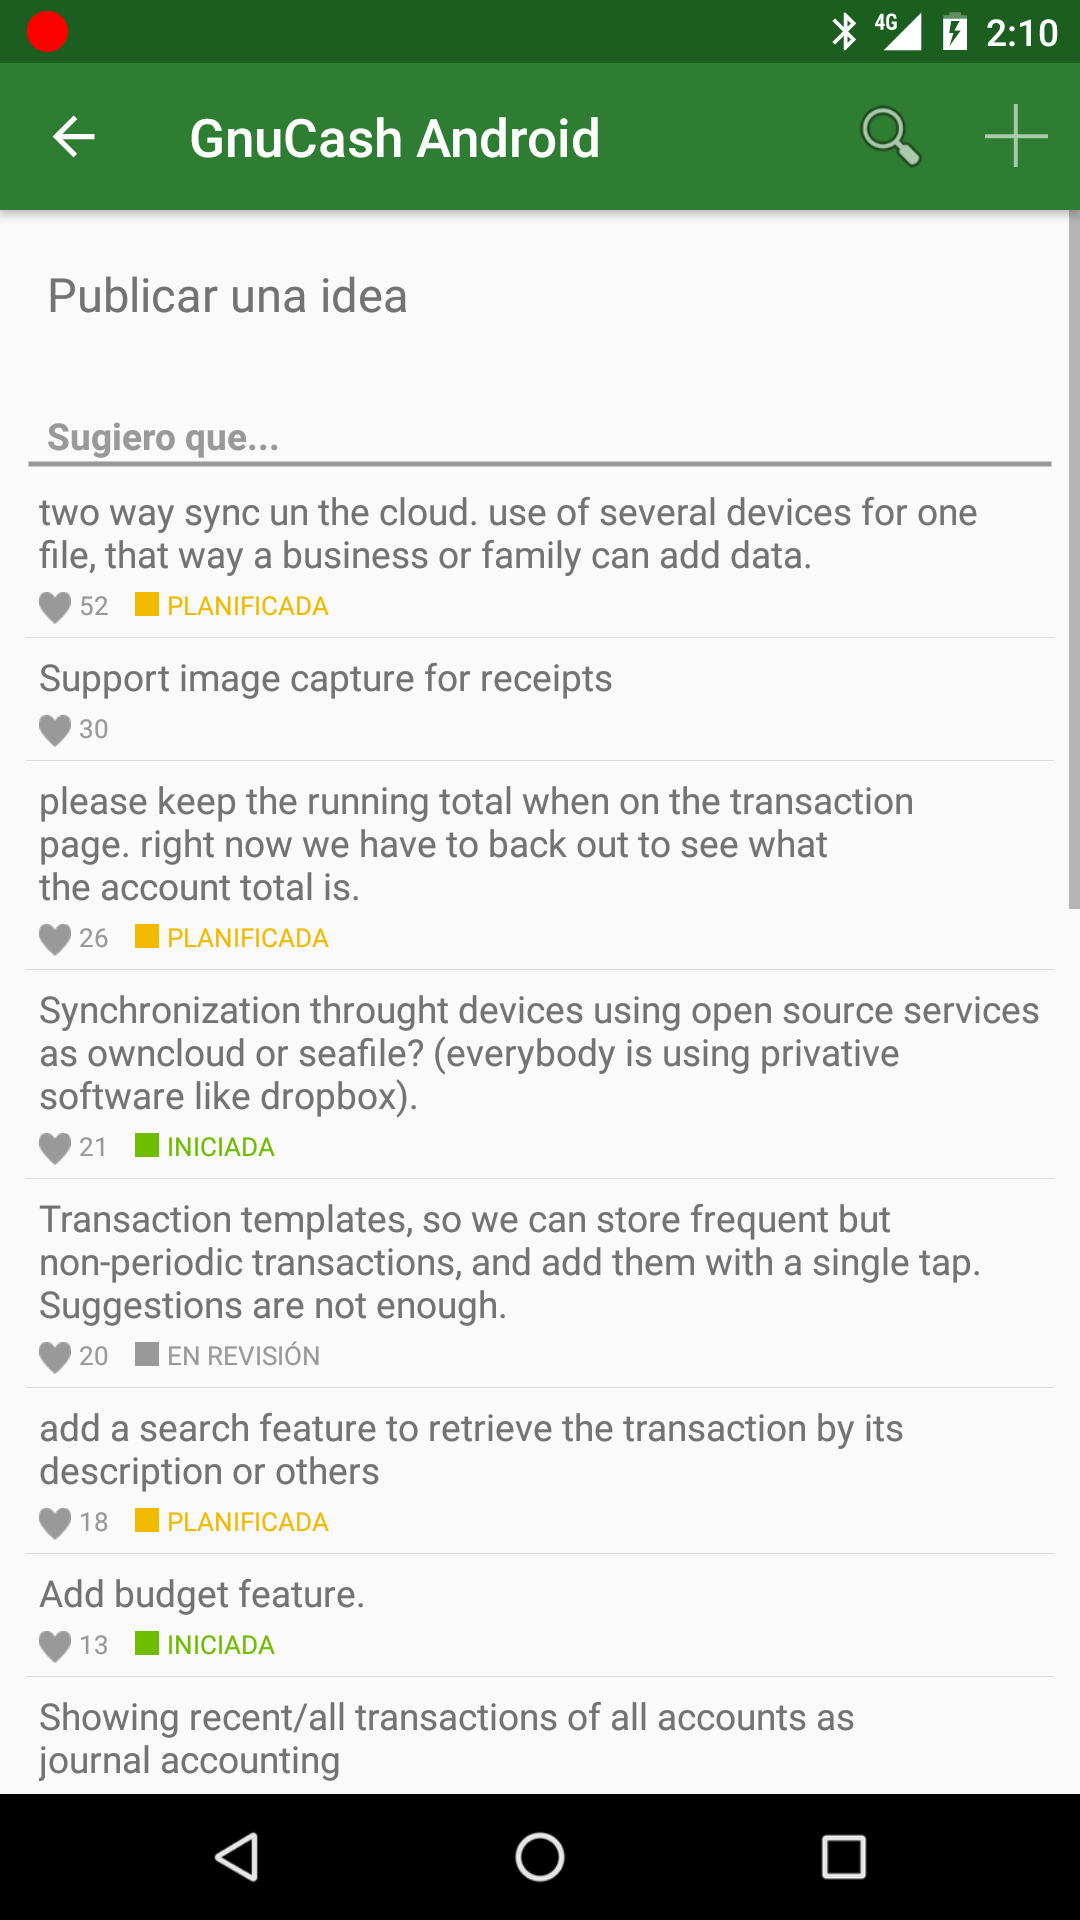 4G 2:10
GnuCash Android
Publicar una idea
Sugiero que...
two way sync un the cloud. use of several devices for one
file, that way a business or family can add data.
52 PLANIFICADA
Support image capture for receipts
30
please keep the running total when on the transaction
page. right now we have to back out to see what
the account total is.
26 PLANIFICADA
Synchronization throught devices using open source services
as owncloud or seafile? (everybody is using privative
software like dropbox).
21 INICIADA
Transaction templates, so we can store frequent but
non-periodic transactions, and add them with a single tap.
Suggestions are not enough.
20 EN REVISIÓN
add a search feature to retrieve the transaction by its
description or others
18 PLANIFICADA
Add budget feature.
13 INICIADA
Showing recent/all transactions of all accounts as
journal accounting